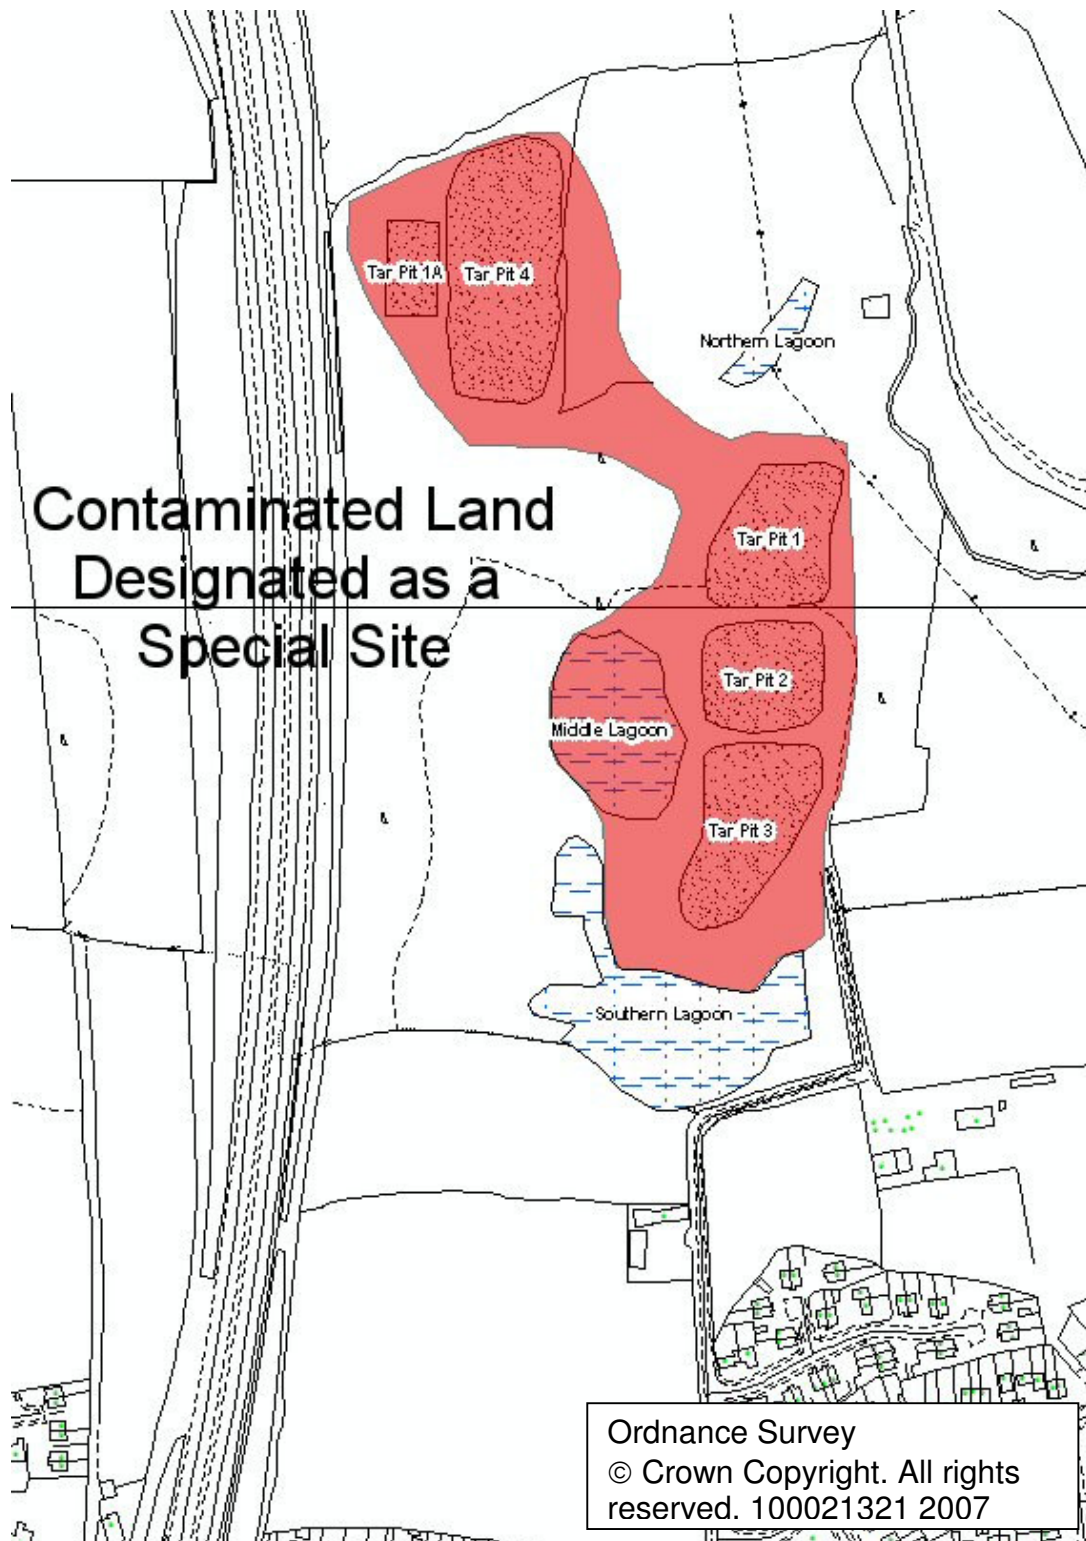 Tar Pit 1A
Tar Pit 4
Northern Lagoon
Contaminated Land
Designated as a
Special Site
Tar Pit 1
Tar Pit 2
Middle Lagoon
Tar Pit 3
Southern Lagoon
Ordnance Survey
© Crown Copyright. All rights
reserved. 100021321 2007